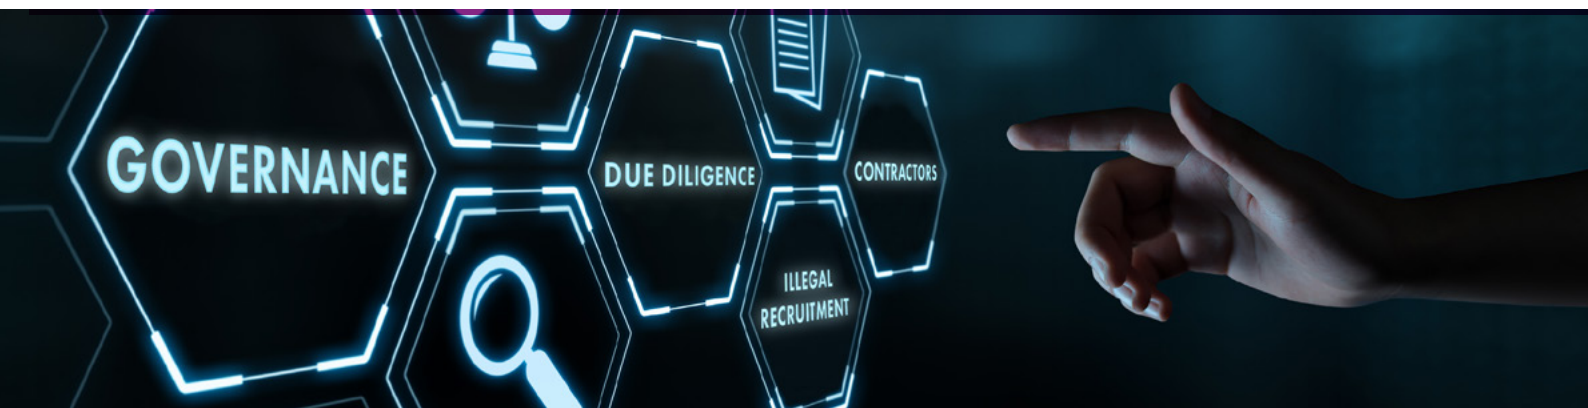 GOVERNANCE
DUE DILIGENCE
CONTRACTORS
ILLEGAL
RECRUITMENT